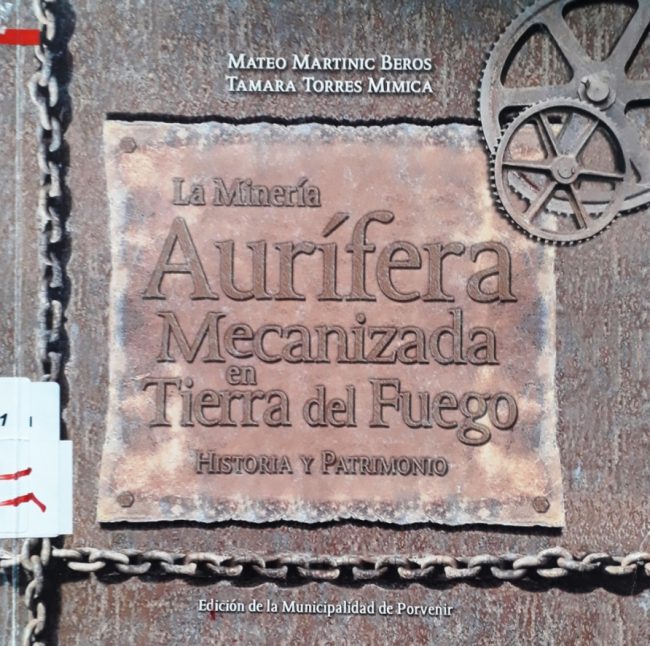 Mateo Martinic Beros
Tamara Torres Mimica
La Minería
Aurífera
Mecanizada
en
Tierra del Fuego
Historia y Patrimonio
1 I
Edición de la Municipalidad de Porvenir